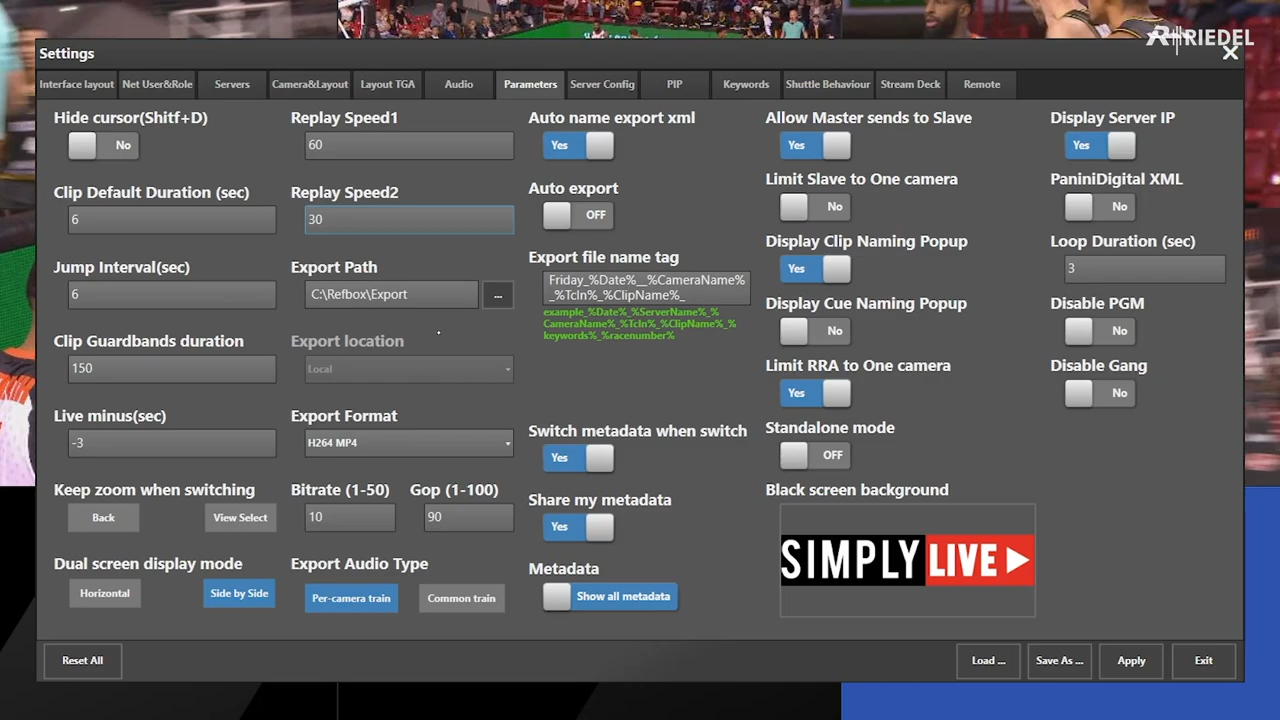 RIEDEL
Settings
Interface layout Net User&Role Servers Camera&Layout Layout TGA Audio Parameters Server Config PIP Keywords Shuttle Behaviour Stream Deck Remote
Hide cursor(Shitf+D)
No
Clip Default Duration (sec)
6
Jump Interval(sec)
6
Clip Guardbands duration
150
Live minus(sec)
-3
Keep zoom when switching
Back View Select
Dual screen display mode
Horizontal Side by Side
Replay Speed1
60
Replay Speed2
30
Export Path
C:\Refbox\Export ...
Export location
Local
Export Format
H264 MP4
Bitrate (1-50) Gop (1-100)
10 90
Export Audio Type
Per-camera train Common train
Auto name export xml
Yes
Auto export
OFF
Export file name tag
Friday_%Date%__%CameraName%
_%TcIn%_%ClipName%_
example_%Date%_%ServerName%_%
CameraName%_%TcIn%_%ClipName%_%
keywords%_%racenumber%
Switch metadata when switch
Yes
Share my metadata
Yes
Metadata
Show all metadata
Allow Master sends to Slave
Yes
Limit Slave to One camera
No
Display Clip Naming Popup
Yes
Display Cue Naming Popup
No
Limit RRA to One camera
Yes
Standalone mode
OFF
Black screen background
SIMPLY LIVE
Display Server IP
Yes
PaniniDigital XML
No
Loop Duration (sec)
3
Disable PGM
No
Disable Gang
No
Reset All Load ... Save As ... Apply Exit